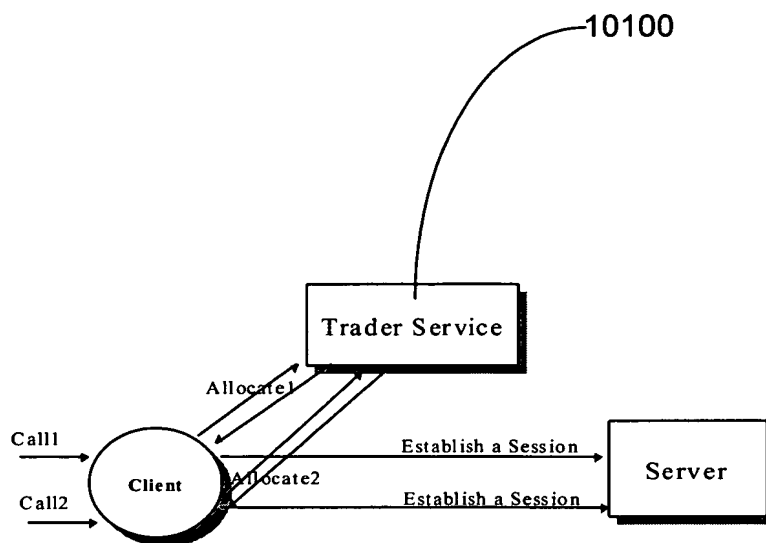 10100
Trader Service
Allocate1
Call1
Establish a Session
Client
Allocate2
Server
Call2
Establish a Session